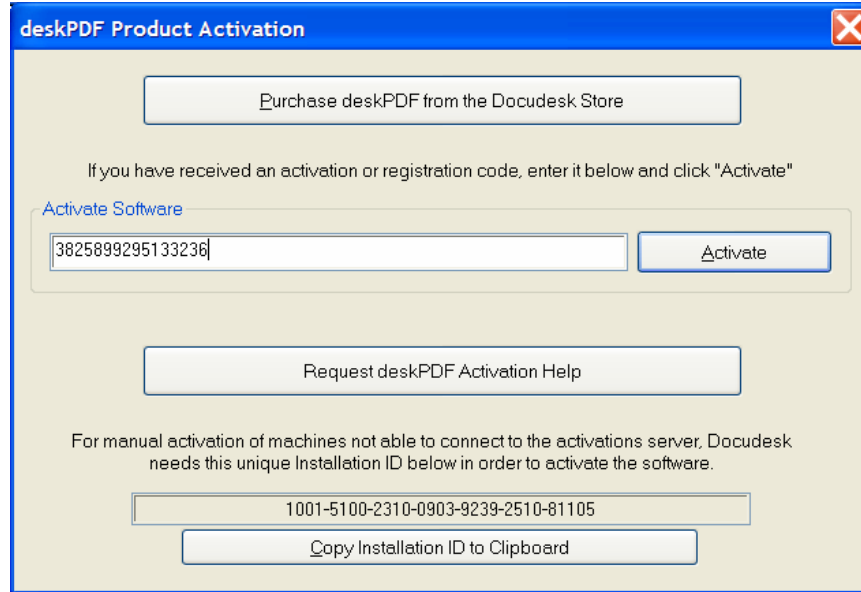 deskPDF Product Activation
Purchase deskPDF from the Docudesk Store
If you have received an activation or registration code, enter it below and click "Activate"
Activate Software
3825899295133236
Activate
Request deskPDF Activation Help
For manual activation of machines not able to connect to the activations server, Docudesk
needs this unique Installation ID below in order to activate the software.
1001-5100-2310-0903-9239-2510-81105
Copy Installation ID to Clipboard